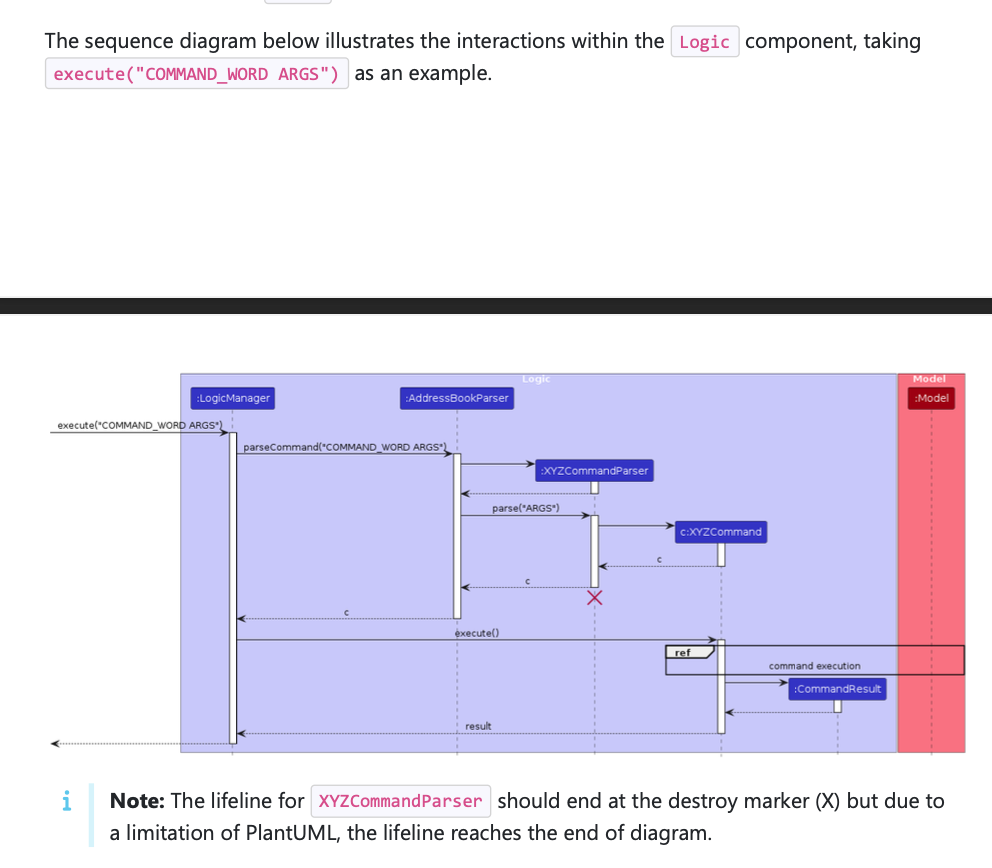 The sequence diagram below illustrates the interactions within the Logic component, taking
execute("COMMAND_WORD ARGS") as an example.
Logic
Model
:LogicManager
:AddressBookParser
:Model
execute("COMMAND_WORD ARGS")
parseCommand("COMMAND_WORD ARGS")
:XYZCommandParser
parse("ARGS")
c:XYZCommand
c
c
c
execute()
ref
command execution
:CommandResult
result
i
Note: The lifeline for XYZCommandParser should end at the destroy marker (X) but due to
a limitation of PlantUML, the lifeline reaches the end of diagram.